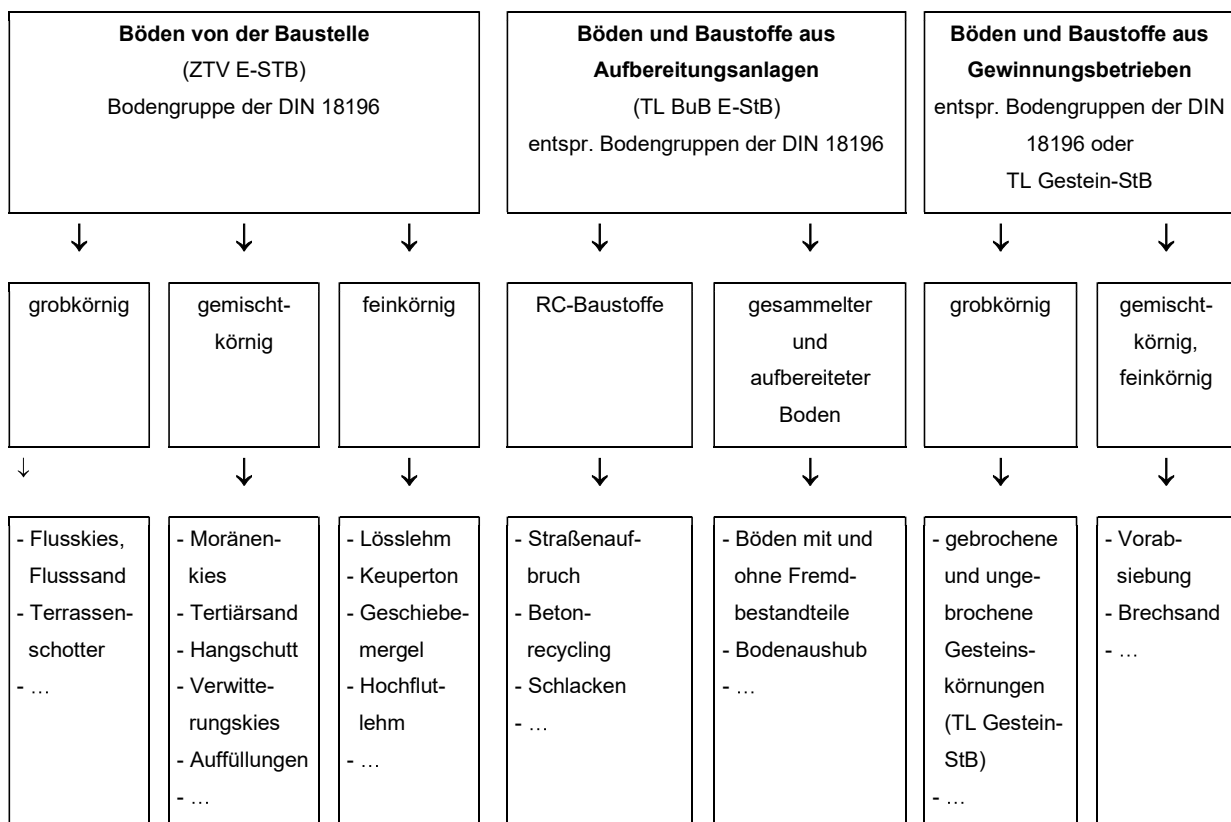 Böden von der Baustelle
(ZTV E-STB)
Bodengruppe der DIN 18196
Böden und Baustoffe aus
Aufbereitungsanlagen
(TL BuB E-StB)
entspr. Bodengruppen der DIN 18196
Böden und Baustoffe aus
Gewinnungsbetrieben
entspr. Bodengruppen der DIN
18196 oder
TL Gestein-StB
↓ ↓ ↓ ↓ ↓ ↓ ↓
grobkörnig
gemischt-
körnig
feinkörnig
RC-Baustoffe
gesammelter
und
aufbereiteter
Boden
grobkörnig
gemischt-
körnig,
feinkörnig
↓ ↓ ↓ ↓ ↓ ↓ ↓
- Flusskies,
Flusssand
- Terrassen-
schotter
- …
- Moränen-
kies
- Tertiärsand
- Hangschutt
- Verwitte-
rungskies
- Auffüllungen
- …
- Lösslehm
- Keuperton
- Geschiebe-
mergel
- Hochflut-
lehm
- …
- Straßenauf-
bruch
- Beton-
recycling
- Schlacken
- …
- Böden mit und
ohne Fremd-
bestandteile
- Bodenaushub
- …
- gebrochene
und unge-
brochene
Gesteins-
körnungen
(TL Gestein-
StB)
- …
- Vorab-
siebung
- Brechsand
- …